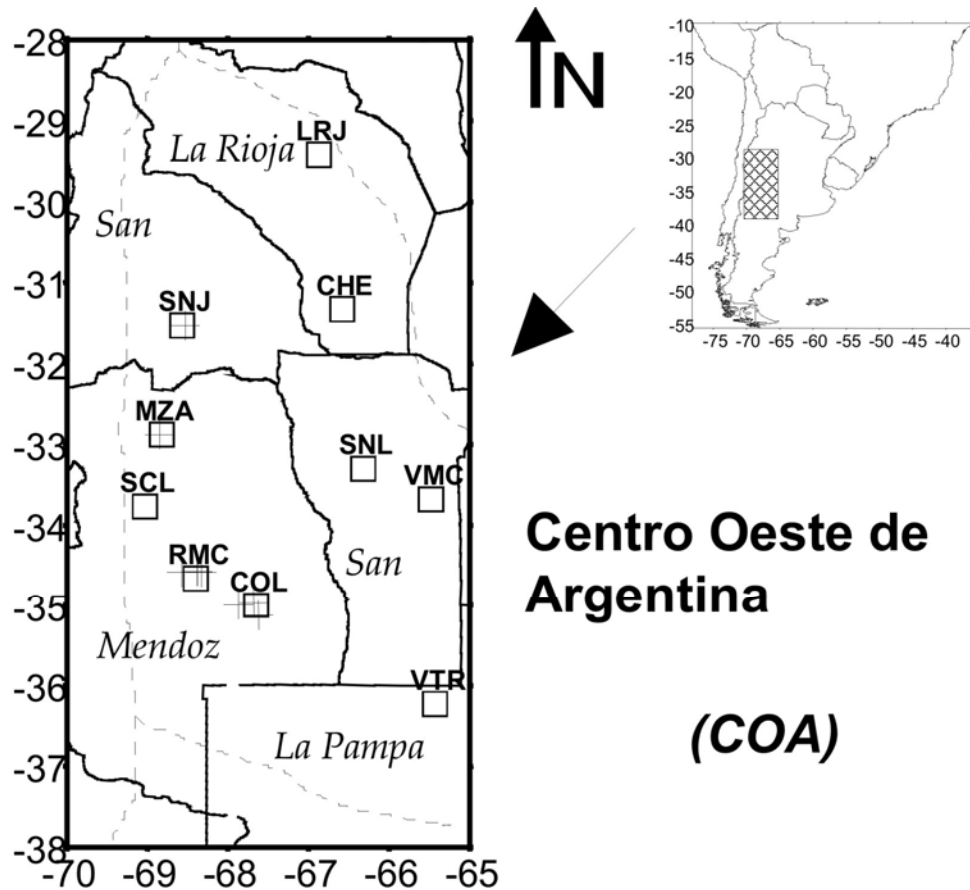 -28
-29
-30
-31
-32
-33
-34
-35
-36
-37
-38
-70 -69 -68 -67 -66 -65
LRJ
La Rioja
San
CHE
SNJ
MZA
SNL
VMC
SCL
San
RMC
COL
Mendoz
VTR
La Pampa
N
-10
-15
-20
-25
-30
-35
-40
-45
-50
-55
-75 -70 -65 -60 -55 -50 -45 -40
Centro Oeste de
Argentina
(COA)